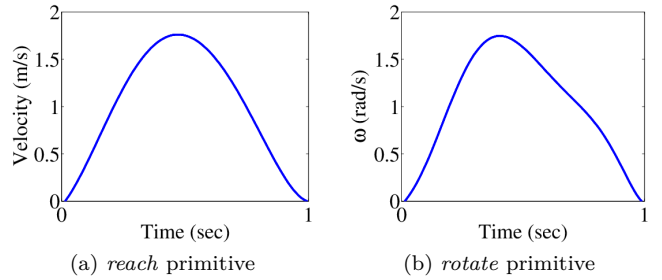 2
1.5
1
0.5
0
Velocity (m/s)
0 1
Time (sec)
(a) reach primitive
2
1.5
1
0.5
0
ω (rad/s)
0 1
Time (sec)
(b) rotate primitive